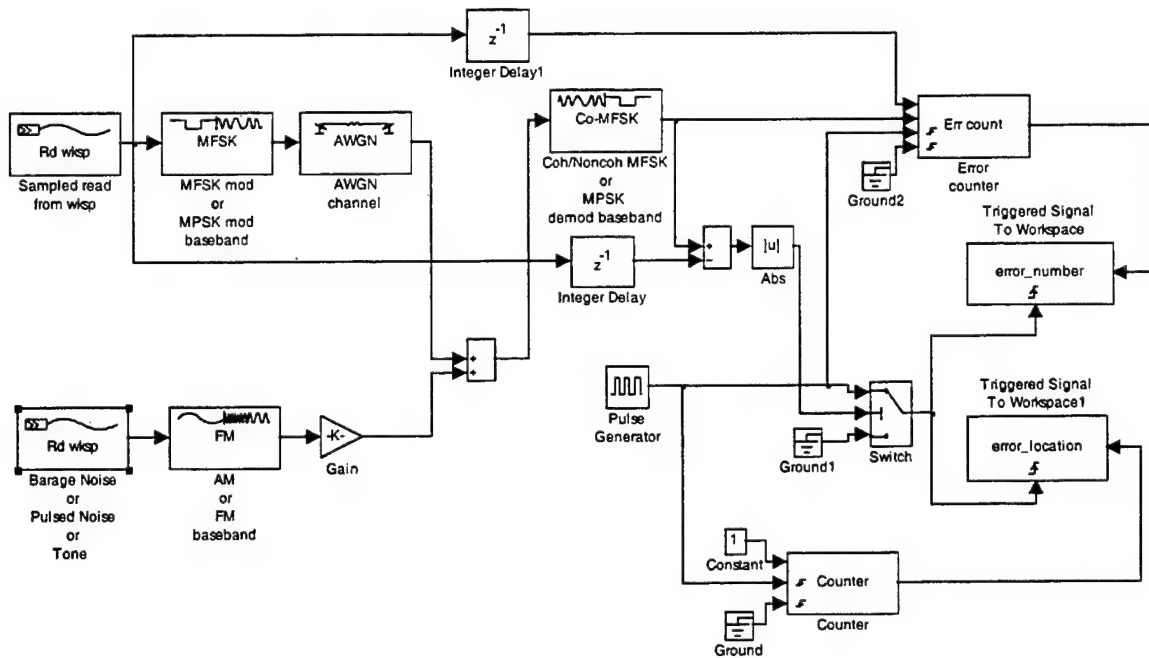 z-1
Integer Delay1
Rd wksp
Sampled read
from wksp
MFSK
MFSK mod
or
MPSK mod
baseband
AWGN
AWGN
channel
Co-MFSK
Coh/Noncoh MFSK
or
MPSK
demod baseband
Err count
Error
counter
Ground2
z-1
Integer Delay
+
−
|u|
Abs
Triggered Signal
To Workspace
error_number
+
+
Pulse
Generator
Ground1
Switch
Triggered Signal
To Workspace1
error_location
Rd wksp
Barage Noise
or
Pulsed Noise
or
Tone
FM
AM
or
FM
baseband
-K-
Gain
1
Constant
Counter
Counter
Ground